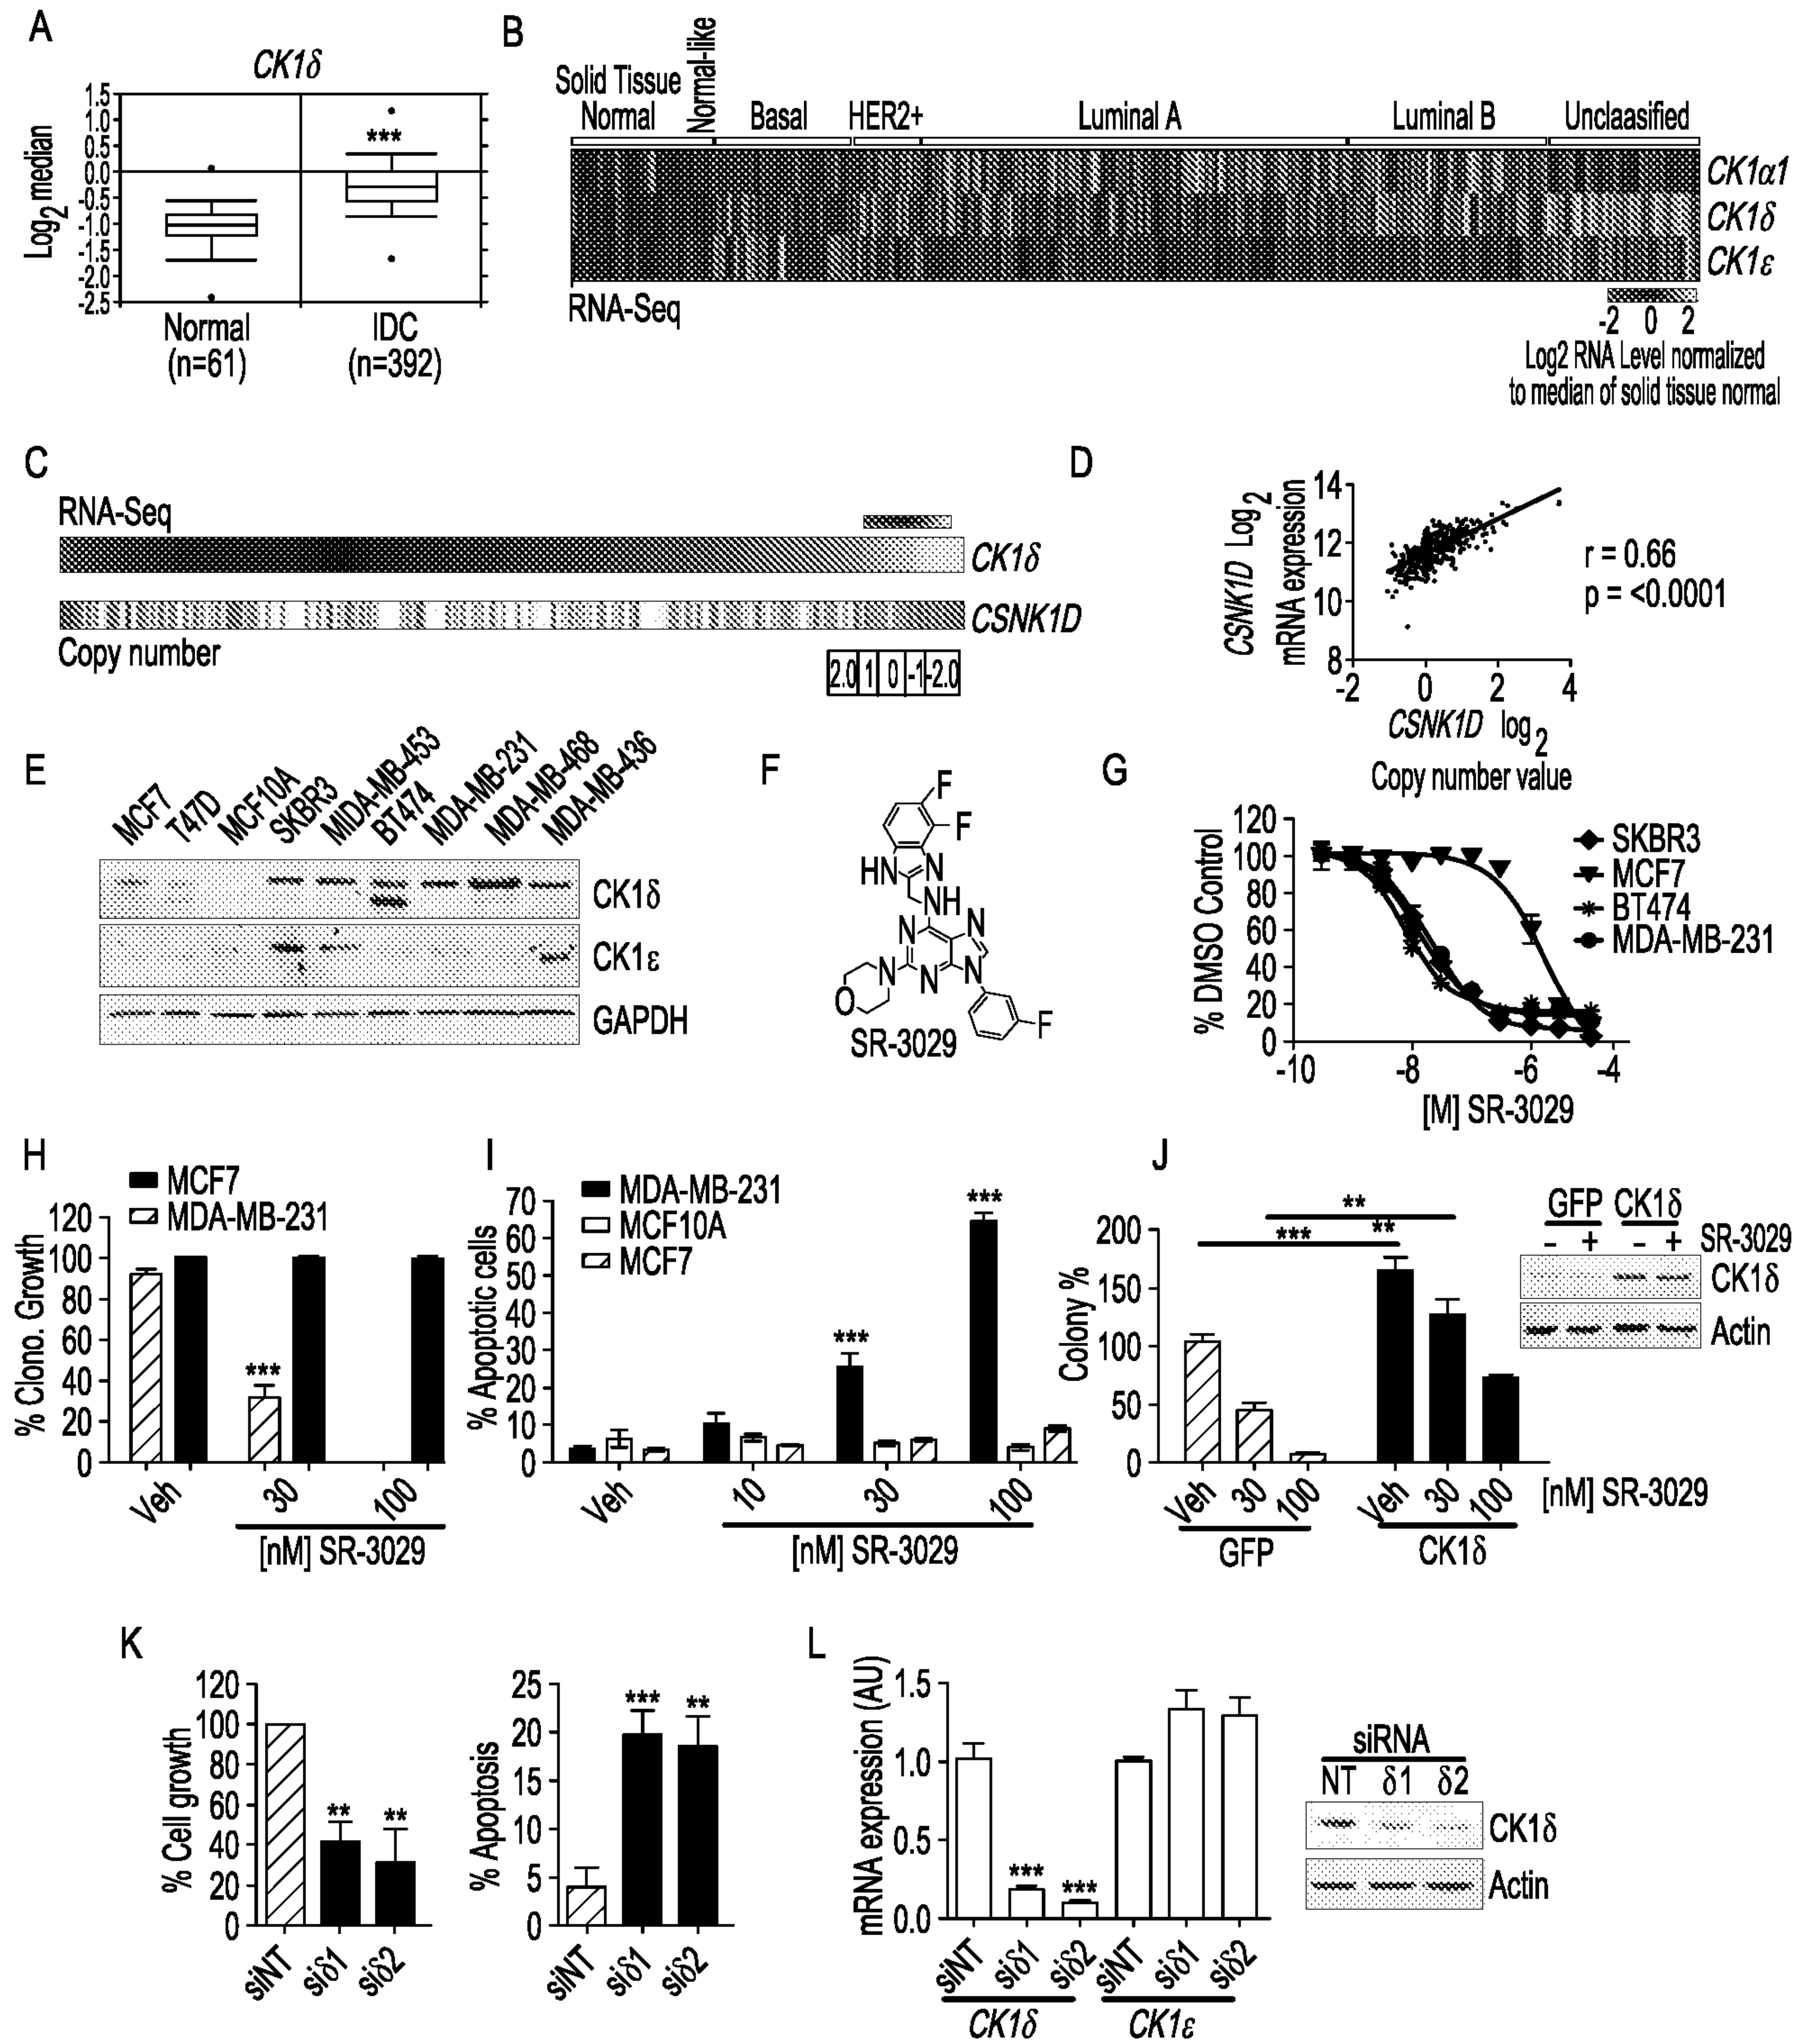 A
CK1δ
Log2 median
1.5
1.0
0.5
0.0
-0.5
-1.0
-1.5
-2.0
-2.5
***
Normal
(n=61)
IDC
(n=392)
B
Solid Tissue
Normal
Normal-like
Basal
HER2+
Luminal A
Luminal B
Unclaasified
CK1α1
CK1δ
CK1ε
RNA-Seq
-2 0 2
Log2 RNA Level normalized
to median of solid tissue normal
C
RNA-Seq
CK1δ
CSNK1D
Copy number
2.0 1 0 -1 -2.0
D
CSNK1D Log2
mRNA expression
14
12
10
8
-2 0 2 4
r = 0.66
p = <0.0001
CSNK1D log2
Copy number value
E
MCF7
T47D
MCF10A
SKBR3
MIDA-MB-453
BT474
MDA-MB-231
MDA-MB-468
MDA-MB-436
CK1δ
CK1ε
GAPDH
F
F
F
HN
N
NH
N
N
N
N
N
N
O
F
SR-3029
G
% DMSO Control
120
100
80
60
40
20
0
-10 -8 -6 -4
[M] SR-3029
SKBR3
MCF7
BT474
MDA-MB-231
H
MCF7
MDA-MB-231
% Clono. Growth
120
100
80
60
40
20
0
***
Veh 30 100
[nM] SR-3029
I
MDA-MB-231
MCF10A
MCF7
% Apoptotic cells
70
60
50
40
30
20
10
0
***
***
Veh 10 30 100
[nM] SR-3029
J
Colony %
200
150
100
50
0
**
*** **
Veh 30 100 Veh 30 100
[nM] SR-3029
GFP CK1δ
GFP CK1δ
– + – + SR-3029
CK1δ
Actin
K
% Cell growth
120
100
80
60
40
20
0
** **
siNT siδ1 siδ2
% Apoptosis
25
20
15
10
5
0
*** **
siNT siδ1 siδ2
L
mRNA expression (AU)
1.5
1.0
0.5
0.0
*** ***
siNT siδ1 siδ2 siNT siδ1 siδ2
CK1δ CK1ε
siRNA
NT δ1 δ2
CK1δ
Actin